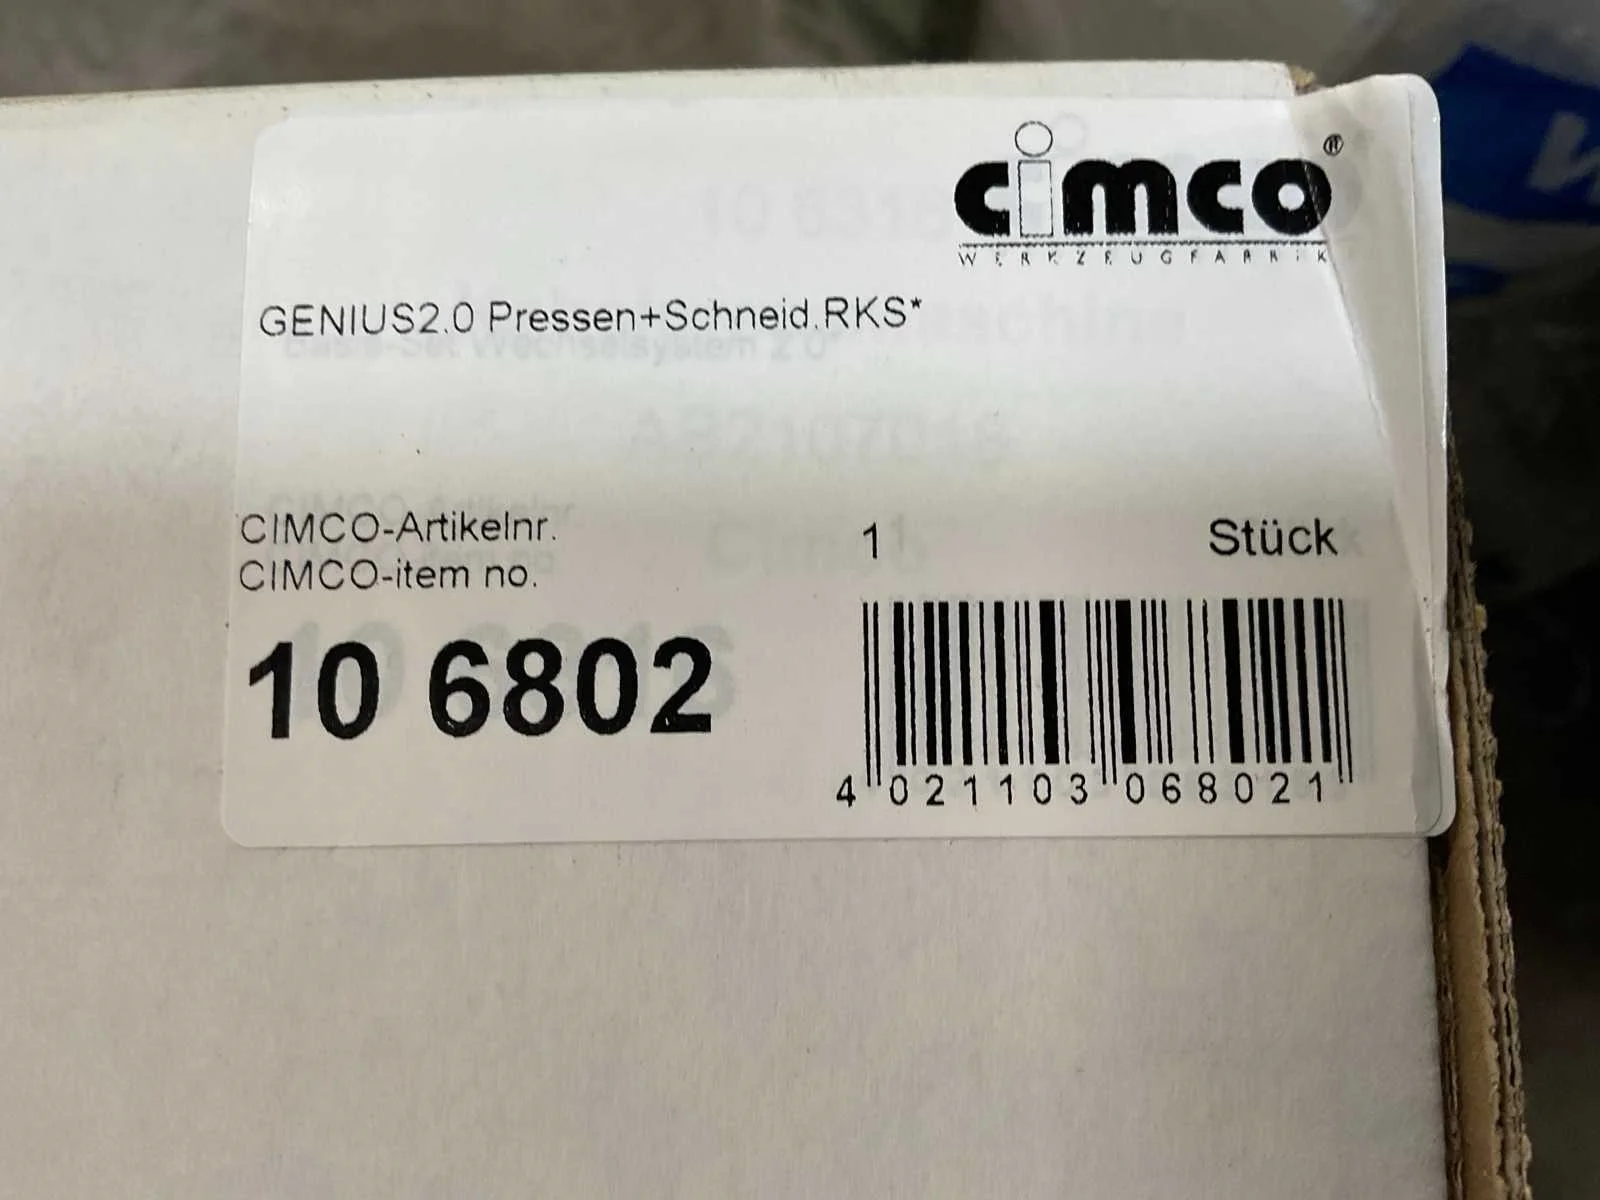 cimco®
WERKZEUGFABRIK
GENIUS2.0 Pressen+Schneid.RKS*
CIMCO-Artikelnr.
CIMCO-item no.
1 Stück
10 6802
4 021103 068021